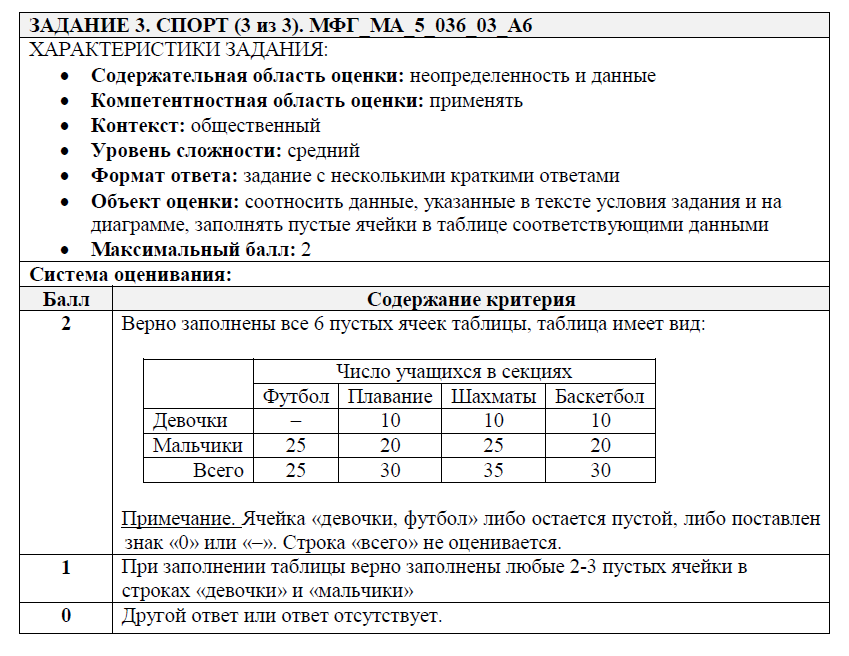 ЗАДАНИЕ 3. СПОРТ (3 из 3). МФГ_МА_5_036_03_А6
ХАРАКТЕРИСТИКИ ЗАДАНИЯ:
• Содержательная область оценки: неопределенность и данные
• Компетентностная область оценки: применять
• Контекст: общественный
• Уровень сложности: средний
• Формат ответа: задание с несколькими краткими ответами
• Объект оценки: соотносить данные, указанные в тексте условия задания и на
диаграмме, заполнять пустые ячейки в таблице соответствующими данными
• Максимальный балл: 2
Система оценивания:
Балл Содержание критерия
2 Верно заполнены все 6 пустых ячеек таблицы, таблица имеет вид:
Число учащихся в секциях
Футбол Плавание Шахматы Баскетбол
Девочки – 10 10 10
Мальчики 25 20 25 20
Всего 25 30 35 30
Примечание. Ячейка «девочки, футбол» либо остается пустой, либо поставлен
знак «0» или «–». Строка «всего» не оценивается.
1 При заполнении таблицы верно заполнены любые 2-3 пустых ячейки в
строках «девочки» и «мальчики»
0 Другой ответ или ответ отсутствует.